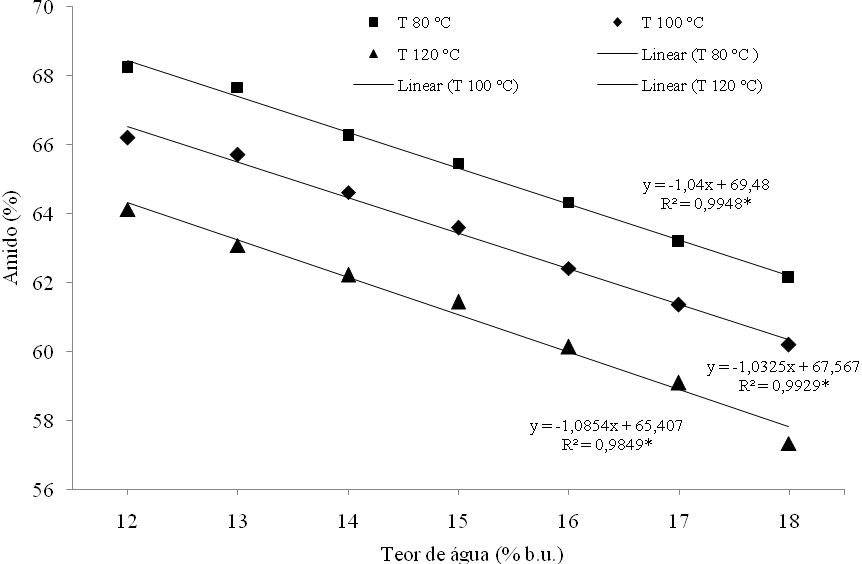 70
68
66
64
62
60
58
56
Amido (%)
T 80 °C
T 100 °C
T 120 °C
Linear (T 80 °C )
Linear (T 100 °C)
Linear (T 120 °C)
y = -1,04x + 69,48
R² = 0,9948*
y = -1,0325x + 67,567
R² = 0,9929*
y = -1,0854x + 65,407
R² = 0,9849*
12 13 14 15 16 17 18
Teor de água (% b.u.)